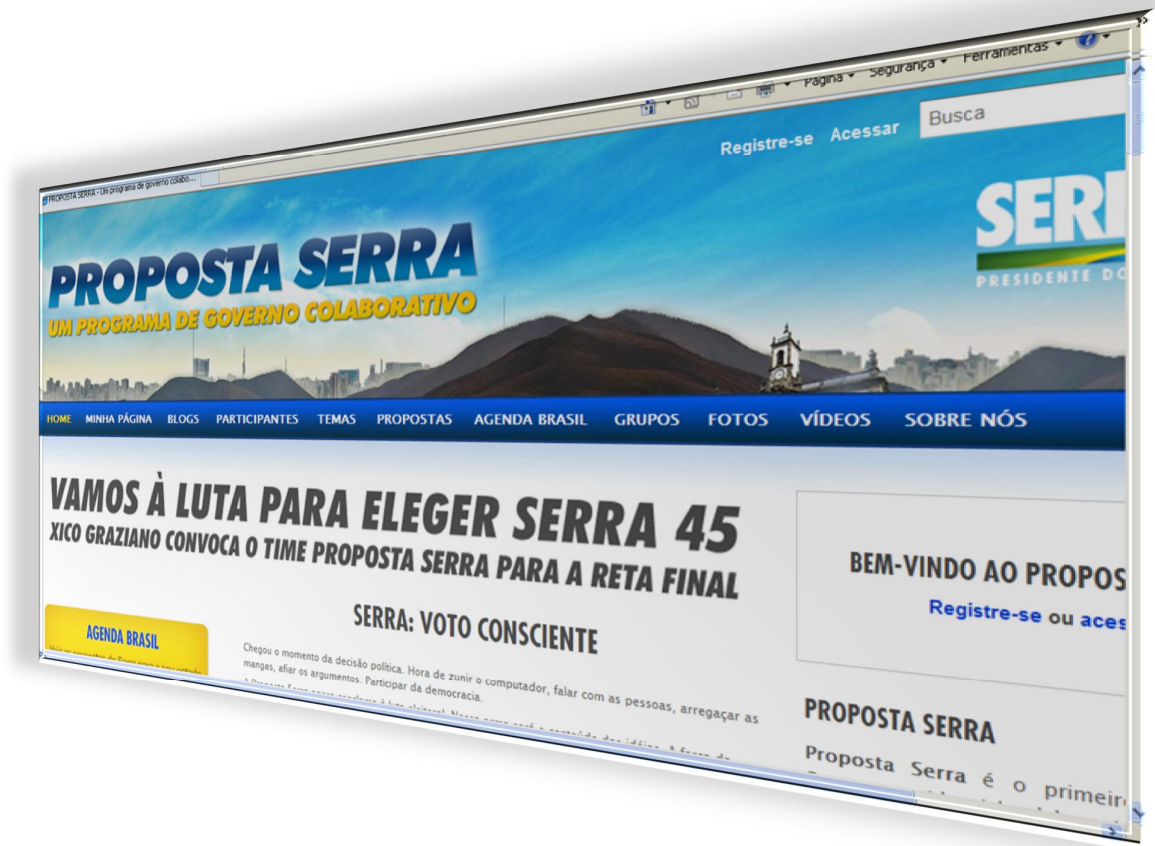 Página Segurança Ferramentas
PROPOSTA SERRA - Um programa de governo colabo...
Registre-se Acessar Busca
PROPOSTA SERRA
UM PROGRAMA DE GOVERNO COLABORATIVO
SER
PRESIDENTE DO
HOME MINHA PÁGINA BLOGS PARTICIPANTES TEMAS PROPOSTAS AGENDA BRASIL GRUPOS FOTOS VÍDEOS SOBRE NÓS
VAMOS À LUTA PARA ELEGER SERRA 45
XICO GRAZIANO CONVOCA O TIME PROPOSTA SERRA PARA A RETA FINAL
AGENDA BRASIL
SERRA: VOTO CONSCIENTE
Chegou o momento da decisão política. Hora de zunir o computador, falar com as pessoas, arregaçar as
mangas, afiar os argumentos. Participar da democracia.
BEM-VINDO AO PROPOS
Registre-se ou aces
PROPOSTA SERRA
Proposta Serra é o primeir